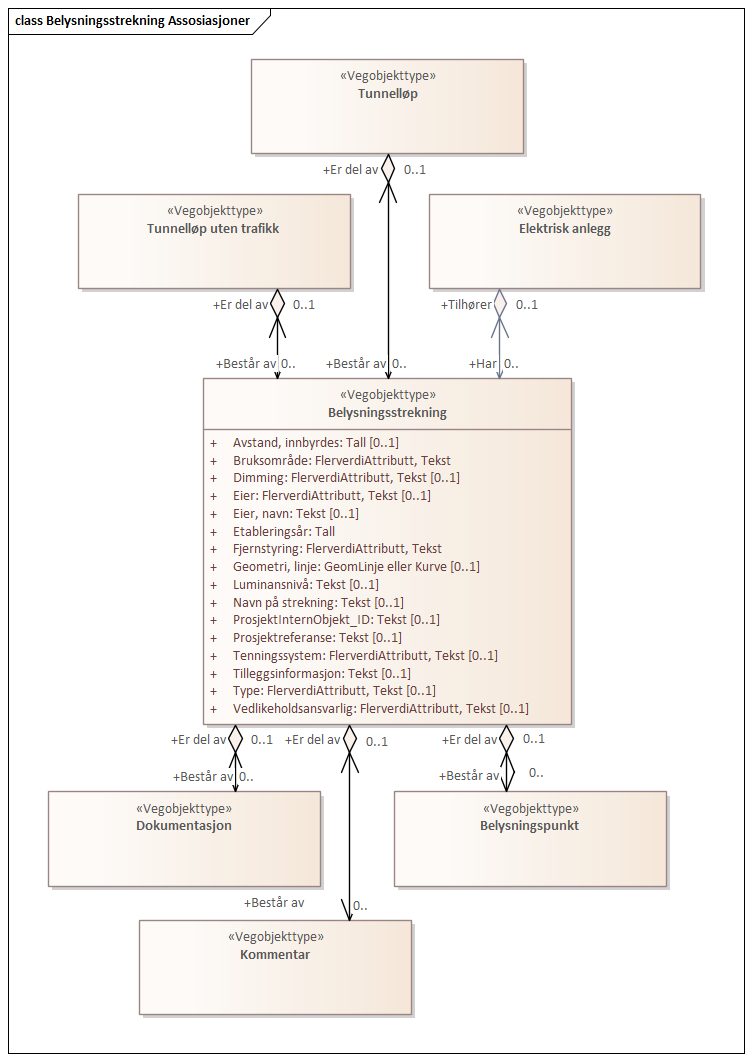 class Belysningsstrekning Assosiasjoner
«Vegobjekttype»
Tunnelløp
+Er del av 0..1
«Vegobjekttype»
Tunnelløp uten trafikk
«Vegobjekttype»
Elektrisk anlegg
+Er del av 0..1
+Tilhører 0..1
+Består av 0..
+Består av 0..
+Har 0..
«Vegobjekttype»
Belysningsstrekning
+ Avstand, innbyrdes: Tall [0..1]
+ Bruksområde: FlerverdiAttributt, Tekst
+ Dimming: FlerverdiAttributt, Tekst [0..1]
+ Eier: FlerverdiAttributt, Tekst [0..1]
+ Eier, navn: Tekst [0..1]
+ Etableringsår: Tall
+ Fjernstyring: FlerverdiAttributt, Tekst
+ Geometri, linje: GeomLinje eller Kurve [0..1]
+ Luminansnivå: Tekst [0..1]
+ Navn på strekning: Tekst [0..1]
+ ProsjektInternObjekt_ID: Tekst [0..1]
+ Prosjektreferanse: Tekst [0..1]
+ Tenningssystem: FlerverdiAttributt, Tekst [0..1]
+ Tilleggsinformasjon: Tekst [0..1]
+ Type: FlerverdiAttributt, Tekst [0..1]
+ Vedlikeholdsansvarlig: FlerverdiAttributt, Tekst [0..1]
+Er del av 0..1
+Er del av 0..1
+Er del av 0..1
+Består av 0..
+Består av 0..
«Vegobjekttype»
Dokumentasjon
«Vegobjekttype»
Belysningspunkt
+Består av 0..
«Vegobjekttype»
Kommentar